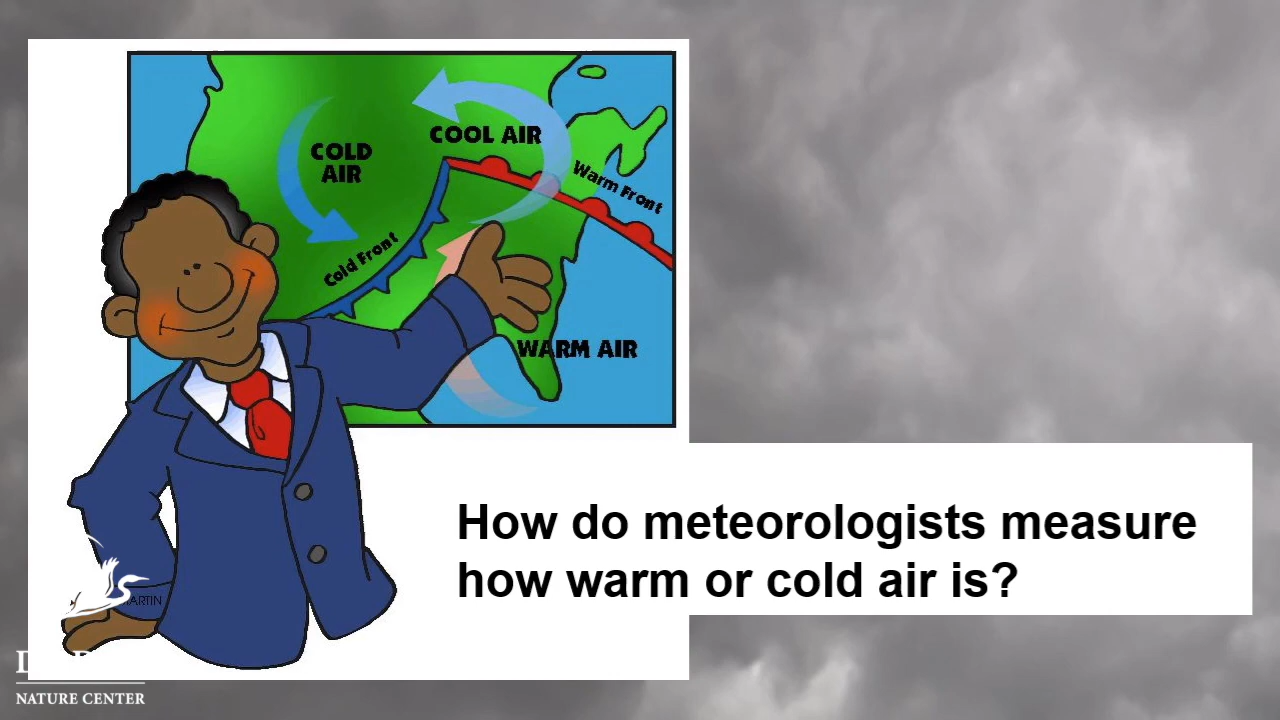 COLD
AIR
COOL AIR
Warm Front
Cold Front
WARM AIR
How do meteorologists measure
how warm or cold air is?
NATURE CENTER